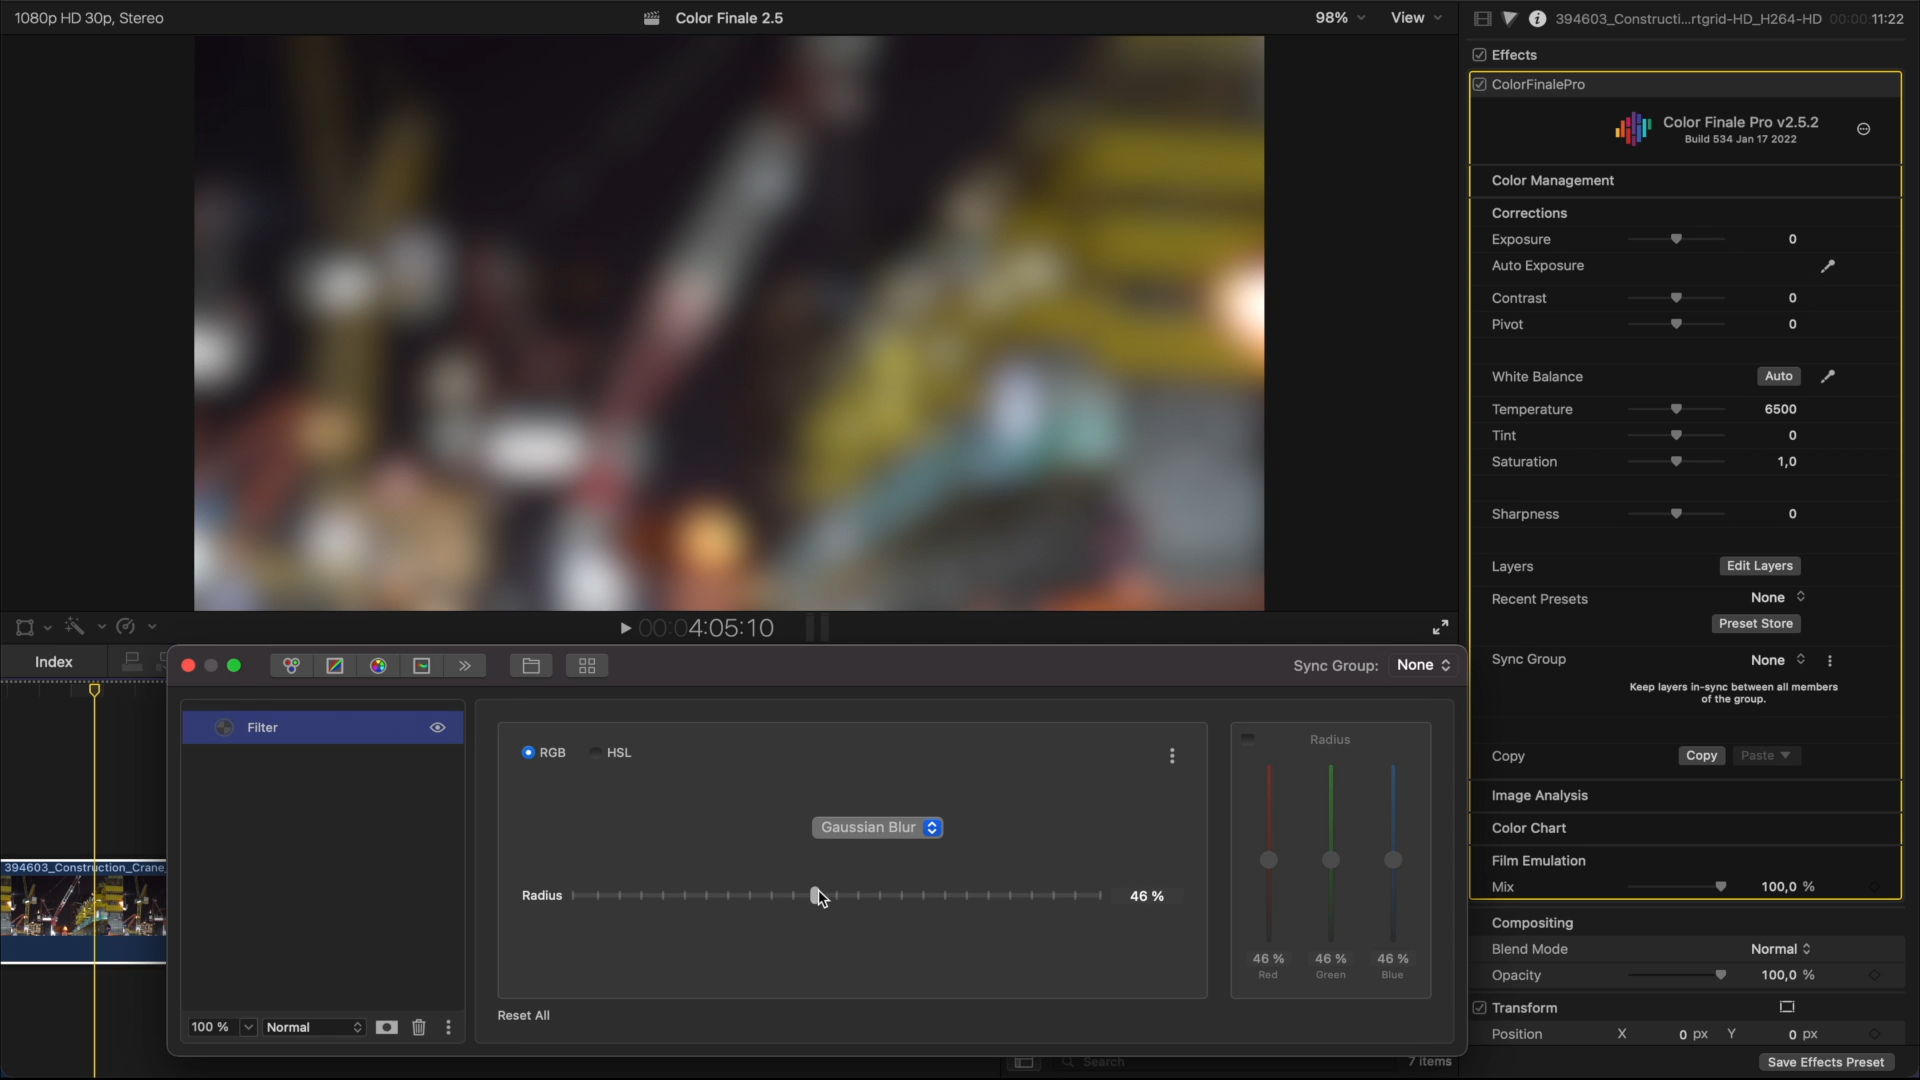 1080p HD 30p, Stereo
Color Finale 2.5
98%
View
394603_Constructi...rtgrid-HD_H264-HD
00:00:11:22
Effects
ColorFinalePro
Color Finale Pro v2.5.2
Build 534 Jan 17 2022
Color Management
Corrections
Exposure 0
Auto Exposure
Contrast 0
Pivot 0
White Balance Auto
Temperature 6500
Tint 0
Saturation 1,0
Sharpness 0
Layers Edit Layers
Recent Presets None
Preset Store
Sync Group None
Keep layers in-sync between all members
of the group.
Copy Copy Paste
Image Analysis
Color Chart
Film Emulation
Mix 100,0 %
Compositing
Blend Mode Normal
Opacity 100,0 %
Transform
Position X 0 px Y 0 px
Save Effects Preset
00:04:05:10
Index
394603_Construction_Crane_
Sync Group: None
Filter
RGB HSL
Gaussian Blur
Radius 46 %
Radius
46 % 46 % 46 %
Red Green Blue
Reset All
100 % Normal
Search
7 items